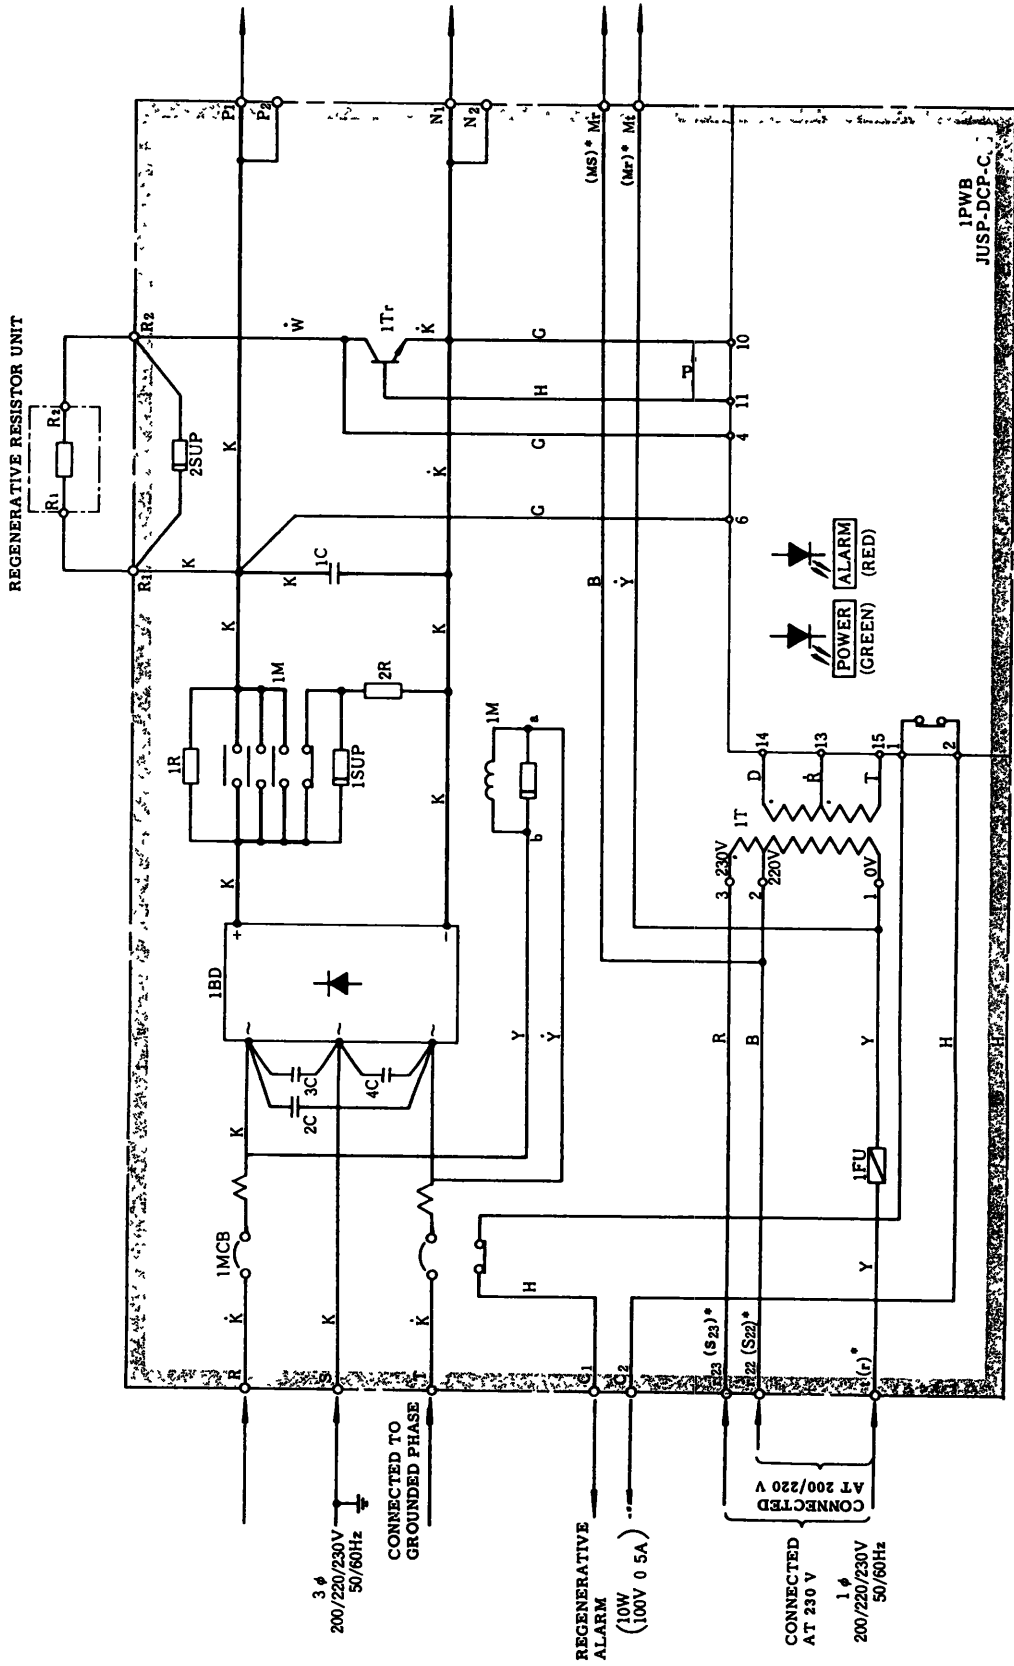 REGENERATIVE RESISTOR UNIT
R1
R2
R1
R2
2SUP
P1
P2
N1
N2
(MS)* Mr
(Mr)* Mt
1PWB
JUSP-DCP-C
K
K
K
1C
K
K
K̇
Ẇ
1Tr
K̇
G
H
P
G
G
10
11
4
6
1R
1M
1SUP
2R
K
K
1M
a
b
1BD
+
-
~
~
~
3C
4C
2C
K
1MCB
K̇
K
K̇
R
S
T
Y
Ẏ
B
Ẏ
H
3 φ
200/220/230V
50/60Hz
CONNECTED TO
GROUNDED PHASE
REGENERATIVE
ALARM
(10W
100V 0 5A)
C1
C2
r23 (S23)*
r22 (S22)*
t (r)*
CONNECTED
AT 230 V
CONNECTED
AT 200/220 V
1 φ
200/220/230V
50/60Hz
R
B
Y
Y
1FU
H
3
230V
2
220V
1
0V
1T
D
R
T
14
13
15
1
2
POWER
(GREEN)
ALARM
(RED)